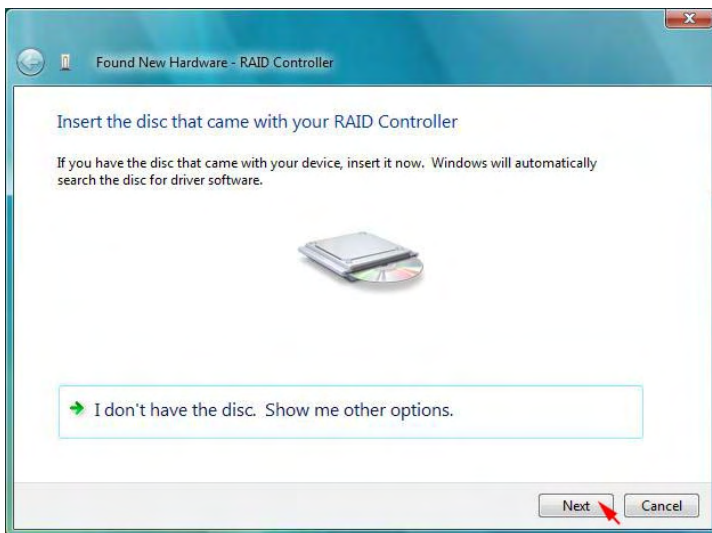 Found New Hardware - RAID Controller
Insert the disc that came with your RAID Controller
If you have the disc that came with your device, insert it now.  Windows will automatically
search the disc for driver software.
I don't have the disc.  Show me other options.
Next
Cancel